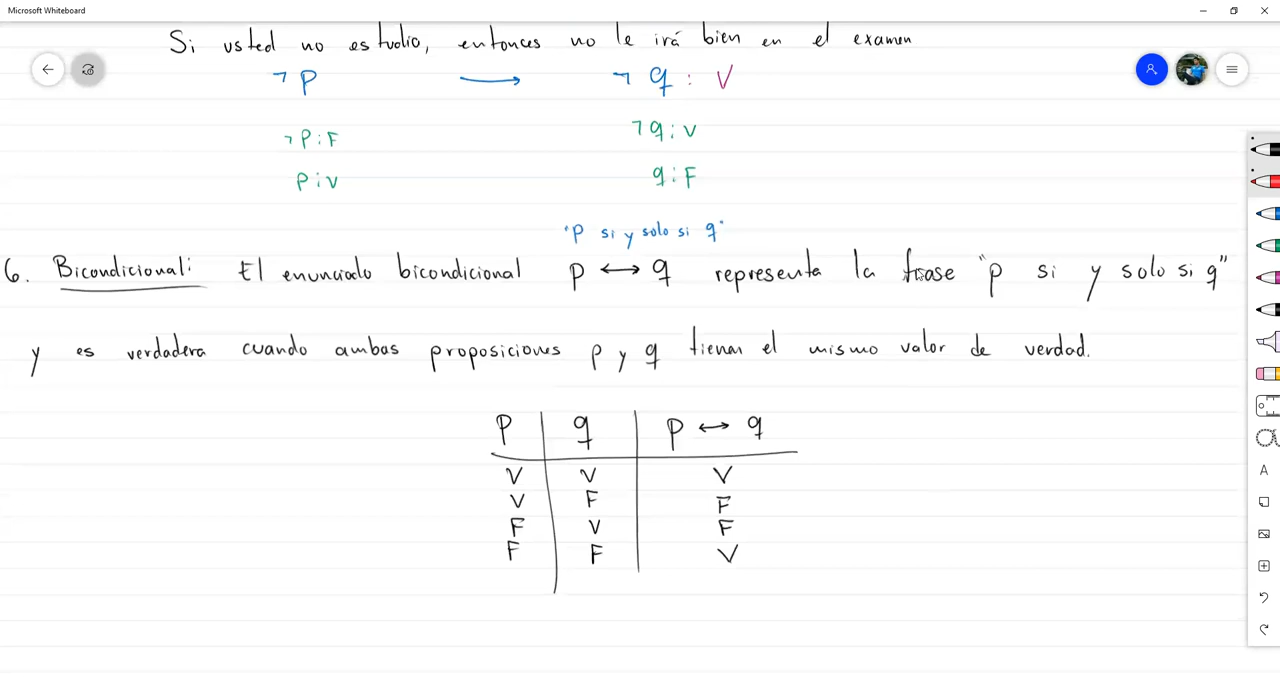 Microsoft Whiteboard
Si usted no estudio, entonces no le irá bien en el examen
¬ P → ¬ q : V
¬ P : F ¬ q : V
P : V q : F
"P si y solo si q"
6. Bicondicional: El enunciado bicondicional p ↔ q representa la frase "p si y solo si q"
y es verdadera cuando ambas proposiciones p y q tienen el mismo valor de verdad.
P q p ↔ q
V V V
V F F
F V F
F F V
A